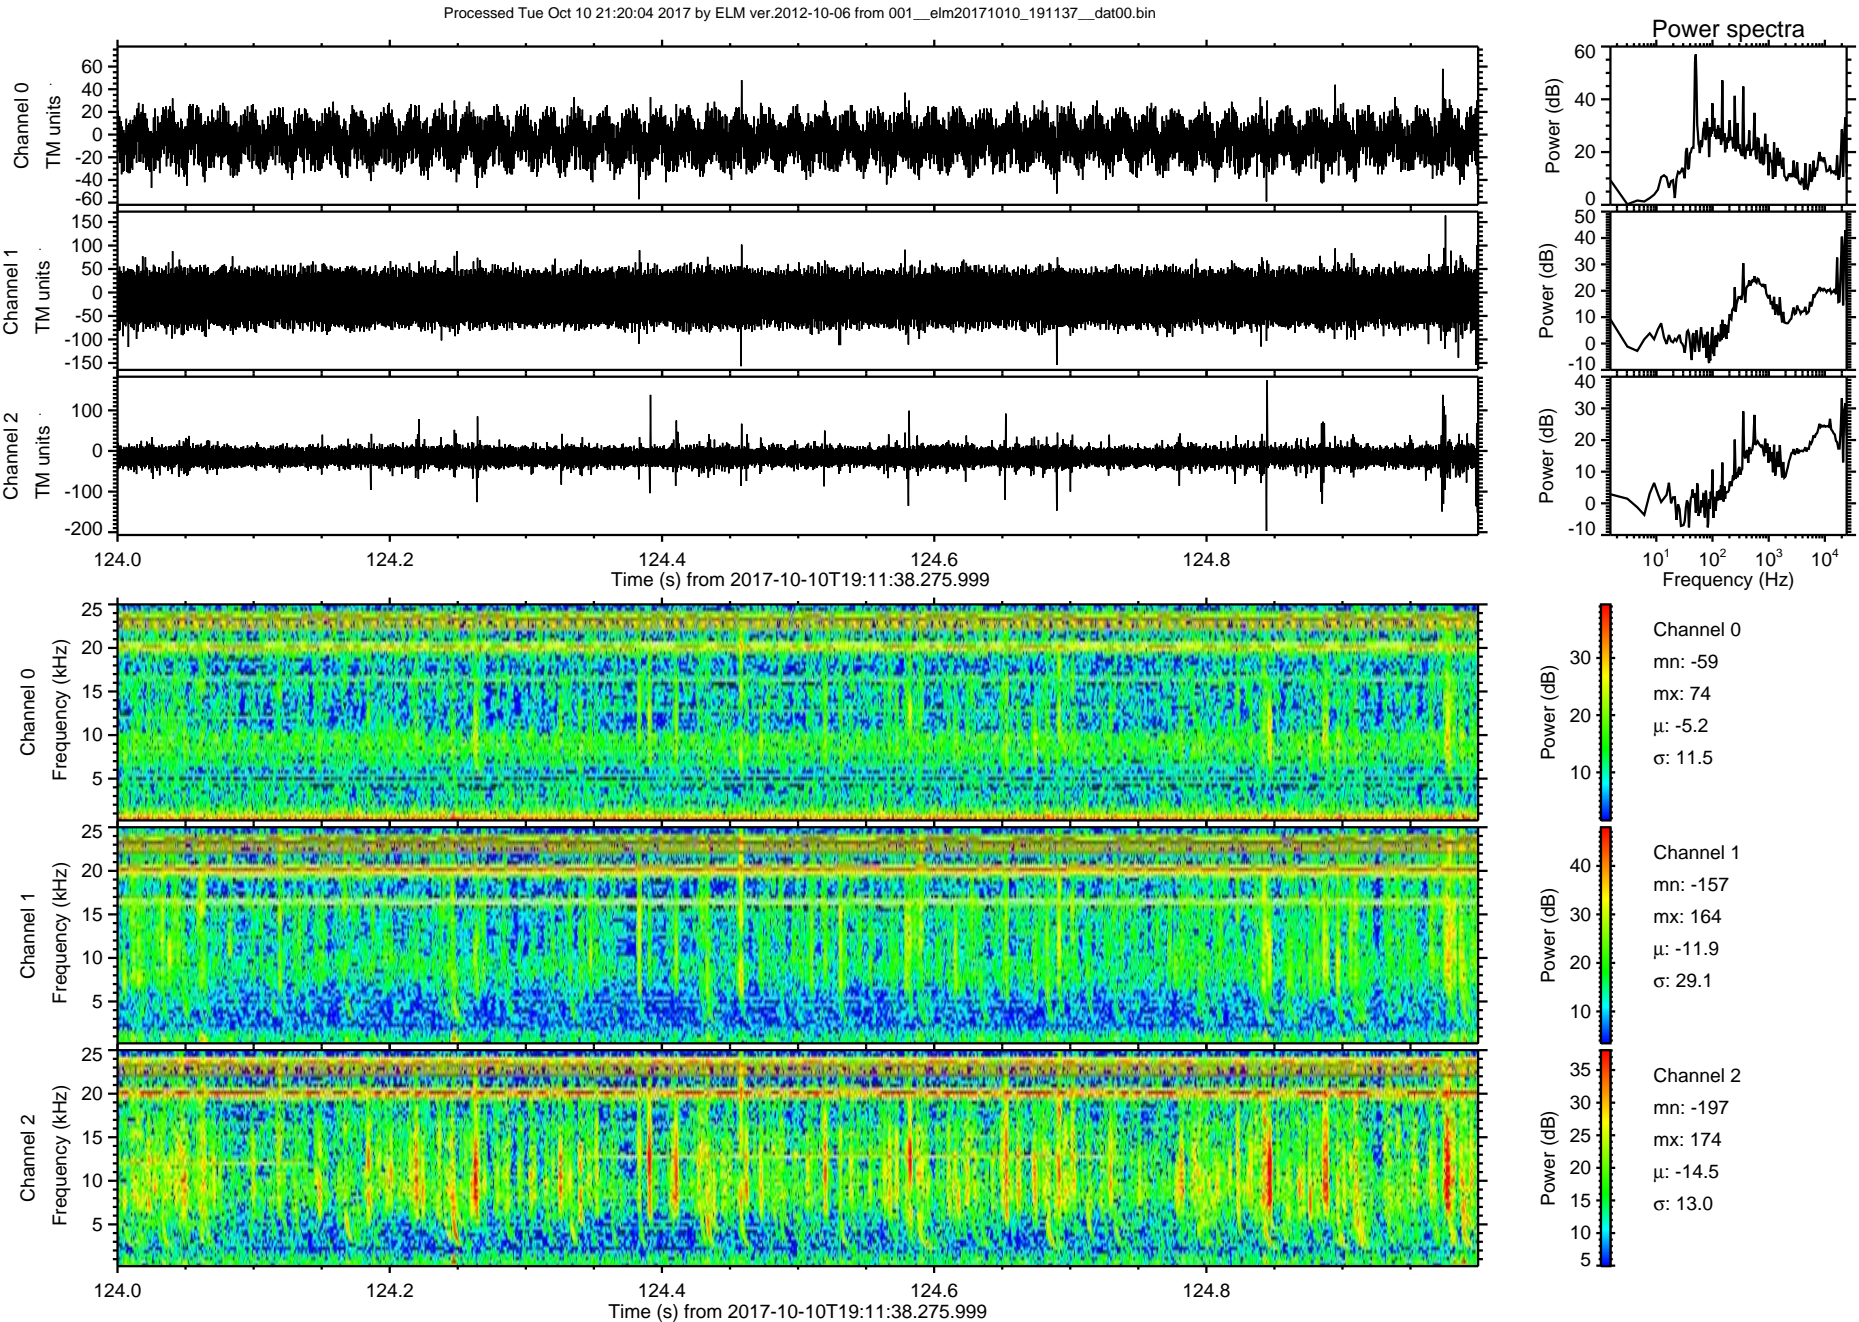 Processed Tue Oct 10 21:20:04 2017 by ELM ver.2012-10-06 from 001__elm20171010_191137__dat00.bin
Power spectra
Channel 0
TM units
60
40
20
0
-20
-40
-60
Power (dB)
60
40
20
0
Channel 1
TM units
150
100
50
0
-50
-100
-150
Power (dB)
50
40
30
20
10
0
-10
Channel 2
TM units
100
0
-100
-200
Power (dB)
40
30
20
10
0
-10
124.0 124.2 124.4 124.6 124.8
Time (s) from 2017-10-10T19:11:38.275.999
10^1 10^2 10^3 10^4
Frequency (Hz)
Channel 0
Frequency (kHz)
25
20
15
10
5
Power (dB)
30
20
10
Channel 0
mn: -59
mx: 74
μ: -5.2
σ: 11.5
Channel 1
Frequency (kHz)
25
20
15
10
5
Power (dB)
40
30
20
10
Channel 1
mn: -157
mx: 164
μ: -11.9
σ: 29.1
Channel 2
Frequency (kHz)
25
20
15
10
5
Power (dB)
35
30
25
20
15
10
5
Channel 2
mn: -197
mx: 174
μ: -14.5
σ: 13.0
124.0 124.2 124.4 124.6 124.8
Time (s) from 2017-10-10T19:11:38.275.999